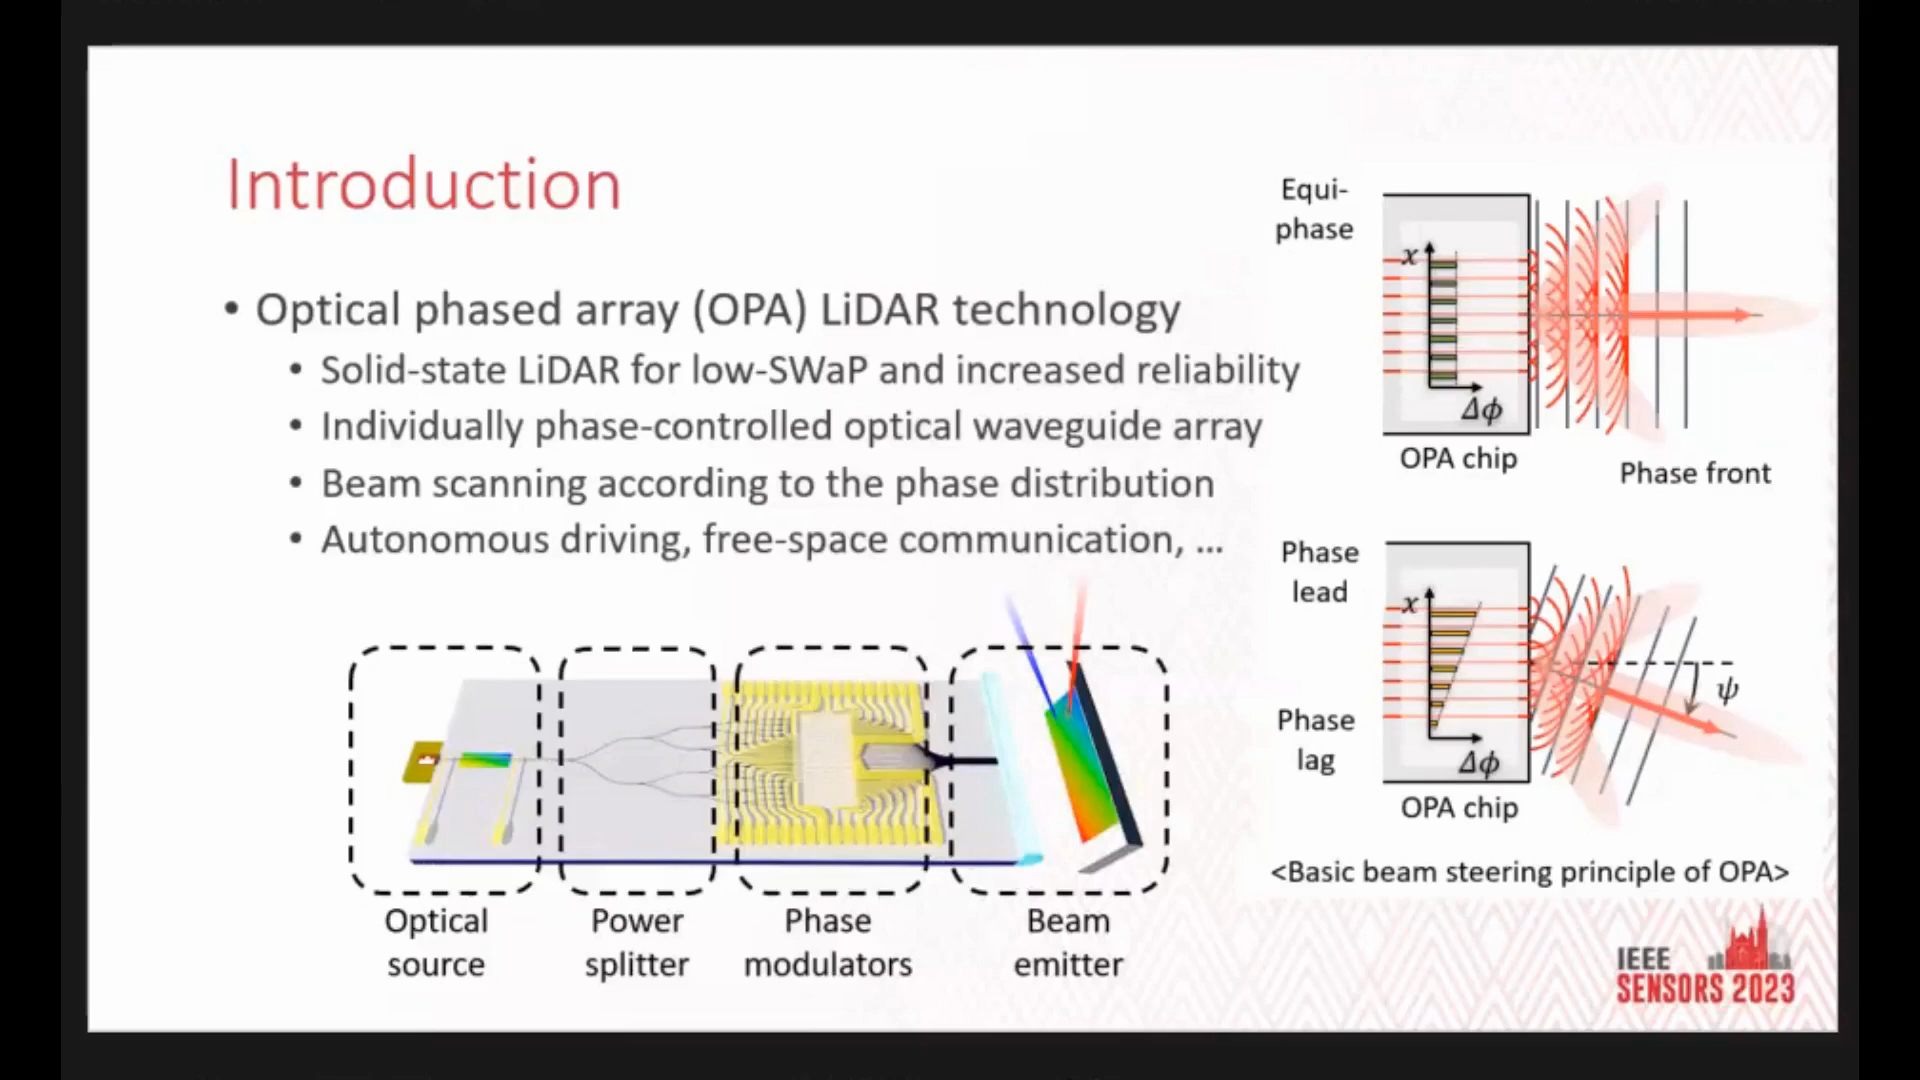 Introduction
• Optical phased array (OPA) LiDAR technology
• Solid-state LiDAR for low-SWaP and increased reliability
• Individually phase-controlled optical waveguide array
• Beam scanning according to the phase distribution
• Autonomous driving, free-space communication, ...
Optical
source
Power
splitter
Phase
modulators
Beam
emitter
Equi-
phase
x
Δϕ
OPA chip
Phase front
Phase
lead
x
ψ
Phase
lag
Δϕ
OPA chip
<Basic beam steering principle of OPA>
IEEE
SENSORS 2023